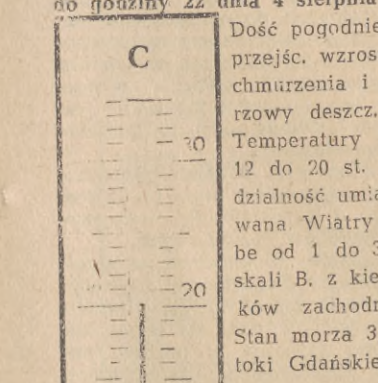 do godziny 22 dnia 4 sierpnia
C
30
20
Dość pogodnie
przejśc. wzros
chmurzenia i
rzowy deszcz.
Temperatury
12 do 20 st.
dzialność umia
wana Wiatry
be od 1 do 3
skali B. z kie
ków zachodn
Stan morza 3
toki Gdańskie